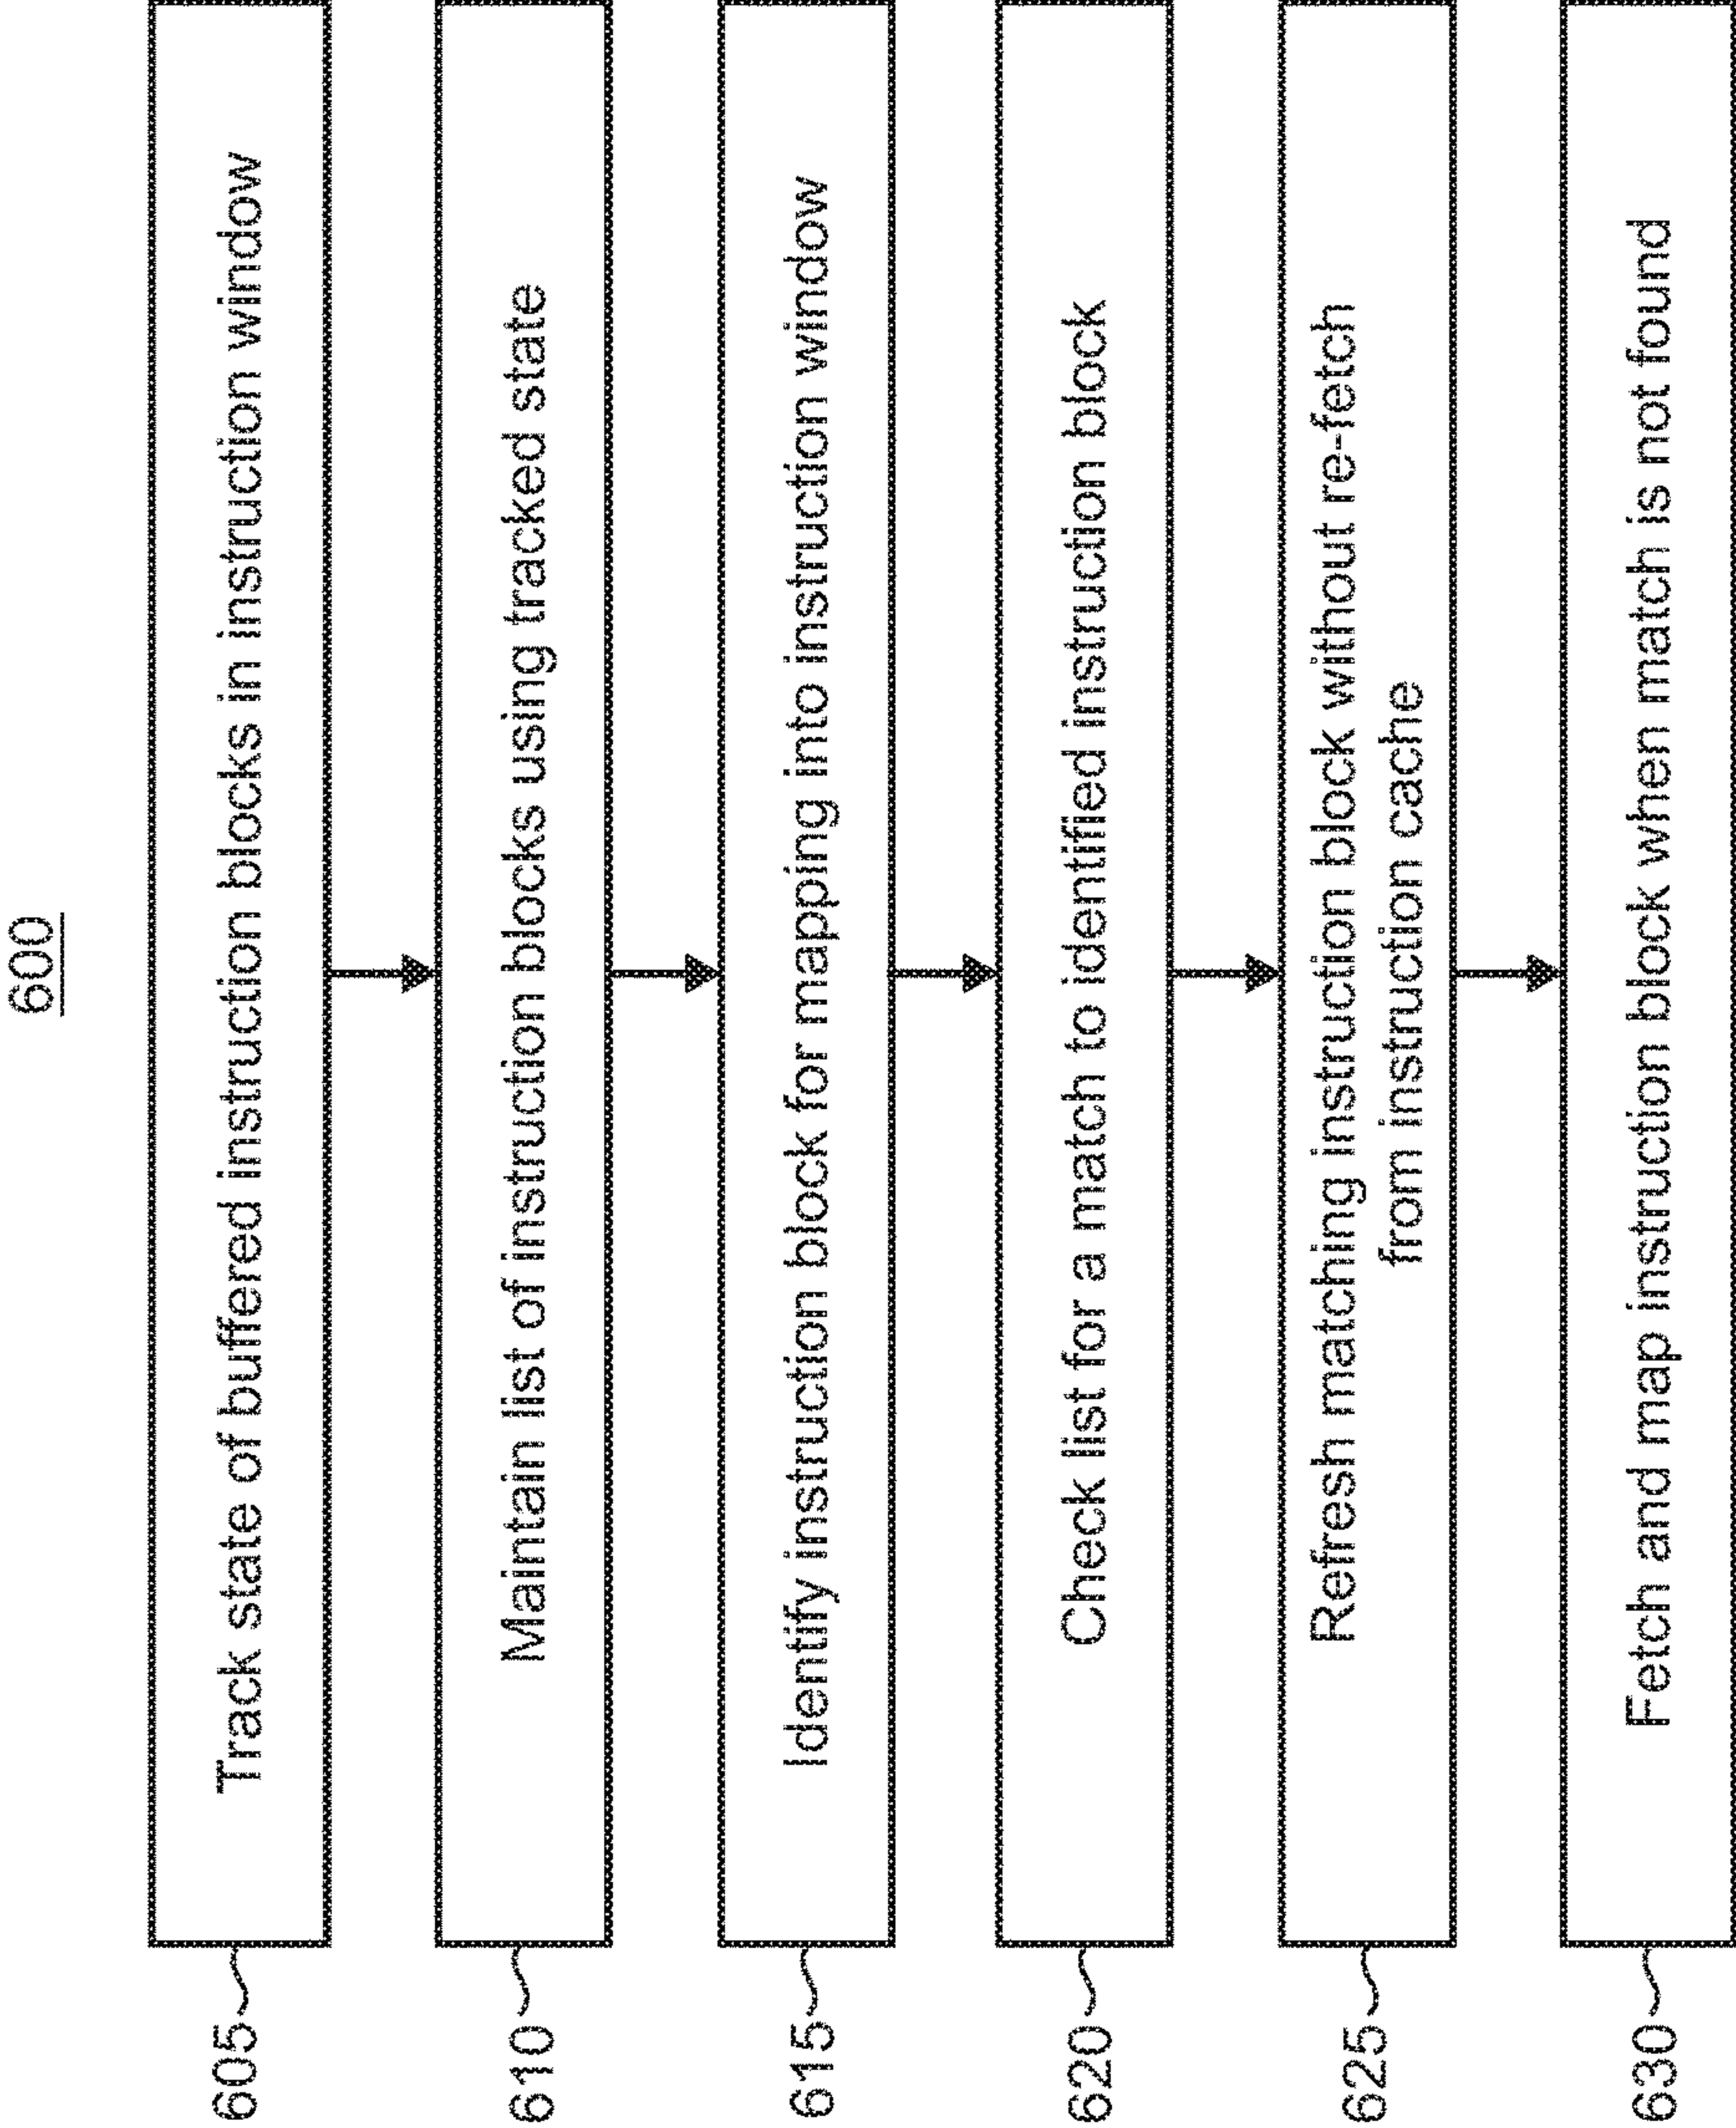 600
605 Track state of buffered instruction blocks in instruction window
610 Maintain list of instruction blocks using tracked state
615 Identify instruction block for mapping into instruction window
620 Check list for a match to identified instruction block
625 Refresh matching instruction block without re-fetch
from instruction cache
630 Fetch and map instruction block when match is not found